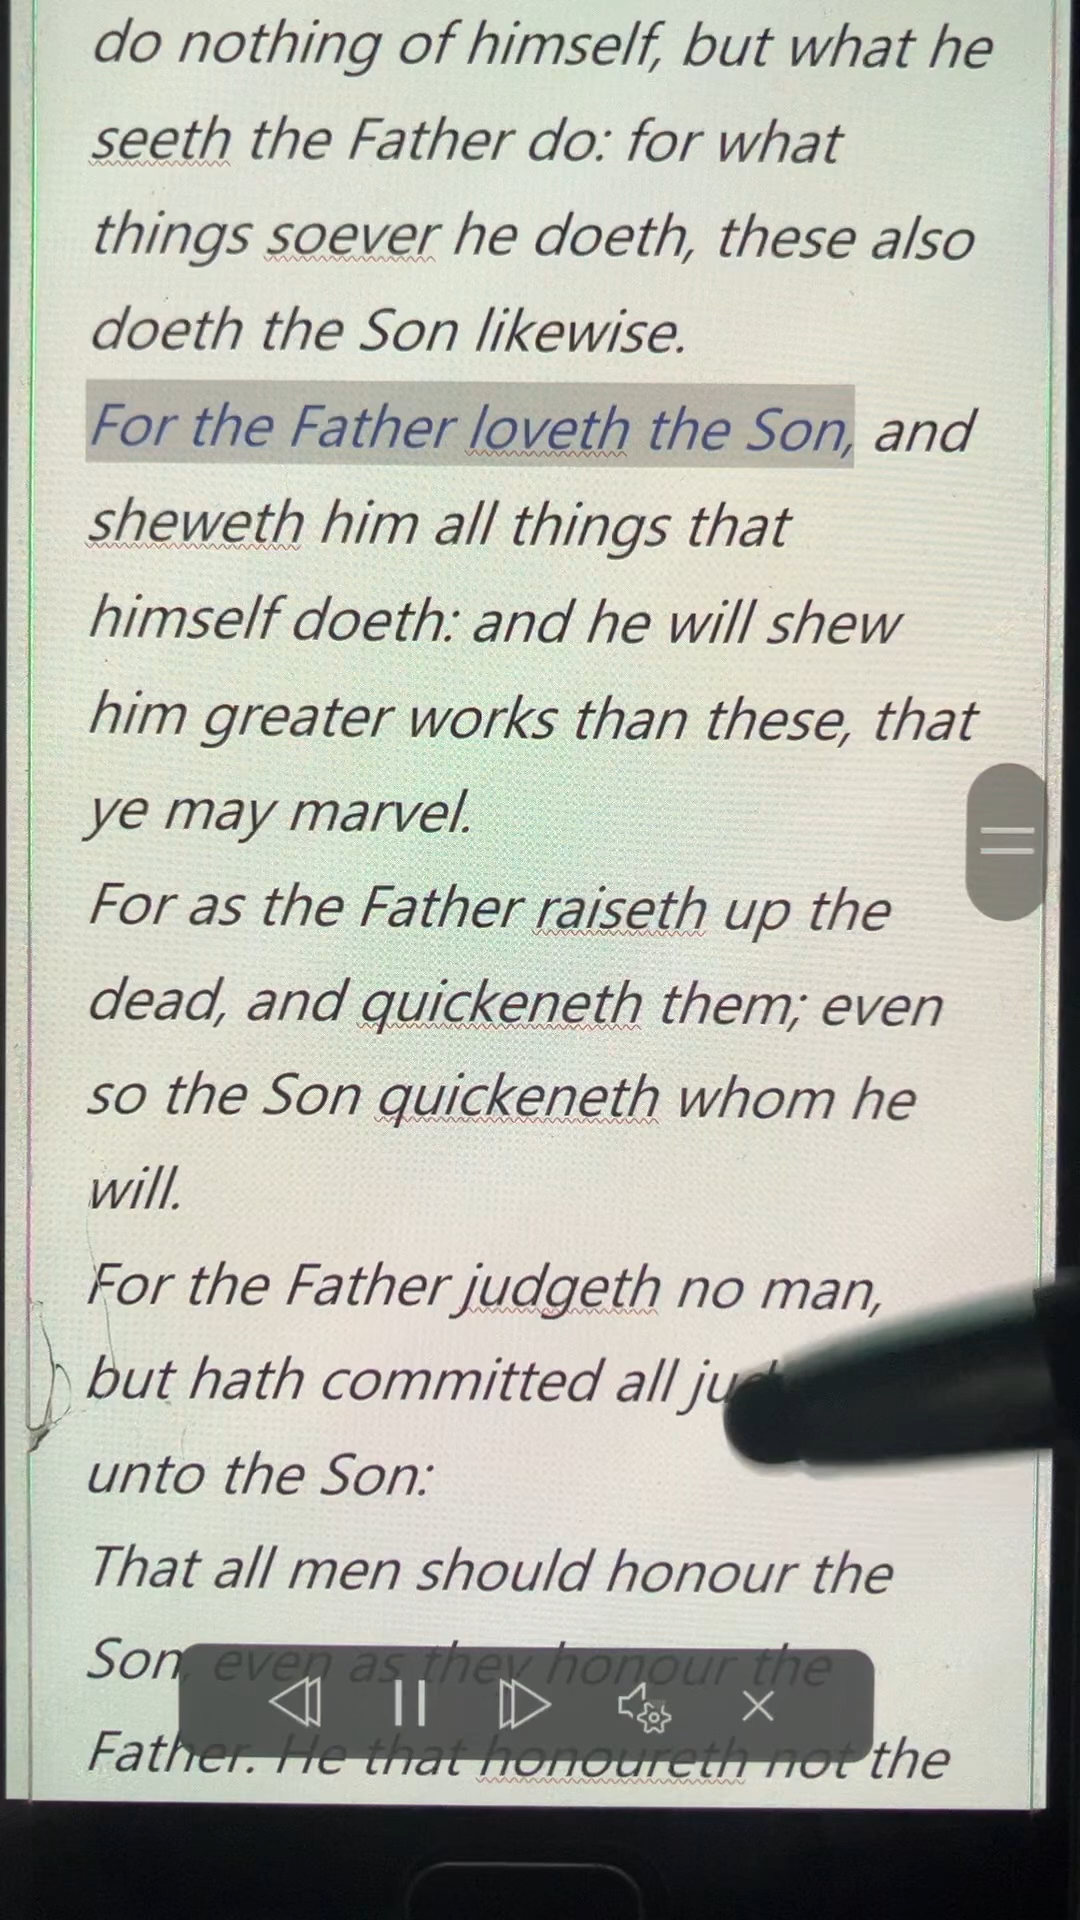 do nothing of himself, but what he
seeth the Father do: for what
things soever he doeth, these also
doeth the Son likewise.
For the Father loveth the Son, and
sheweth him all things that
himself doeth: and he will shew
him greater works than these, that
ye may marvel.
For as the Father raiseth up the
dead, and quickeneth them; even
so the Son quickeneth whom he
will.
For the Father judgeth no man,
but hath committed all
unto the Son:
That all men should honour the
Son, even as they honour the
Father. He that honoureth not the